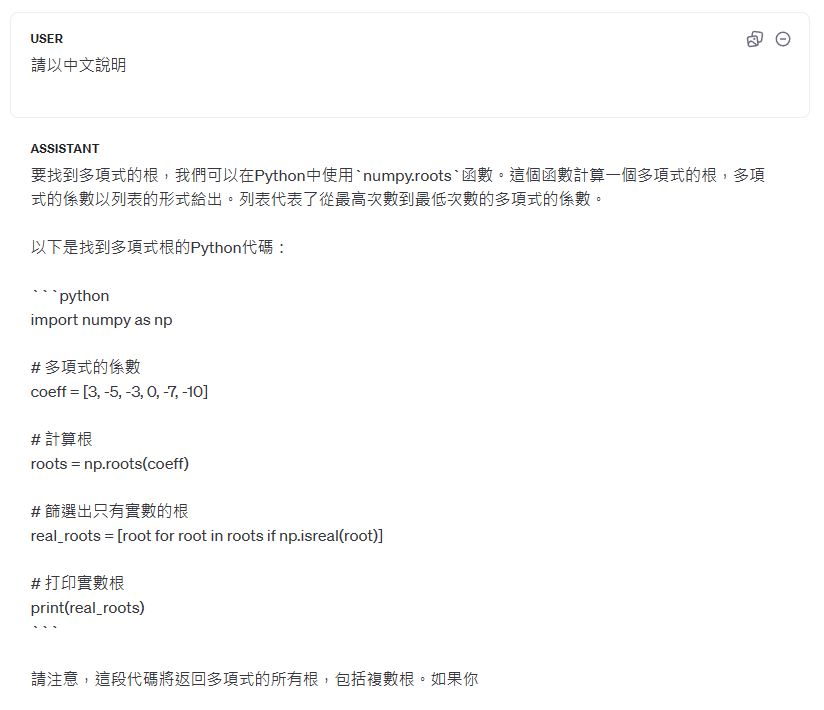 USER
請以中文說明
ASSISTANT
要找到多項式的根，我們可以在Python中使用`numpy.roots`函數。這個函數計算一個多項式的根，多項
式的係數以列表的形式給出。列表代表了從最高次數到最低次數的多項式的係數。
以下是找到多項式根的Python代碼：
```python
import numpy as np
# 多項式的係數
coeff = [3, -5, -3, 0, -7, -10]
# 計算根
roots = np.roots(coeff)
# 篩選出只有實數的根
real_roots = [root for root in roots if np.isreal(root)]
# 打印實數根
print(real_roots)
```
請注意，這段代碼將返回多項式的所有根，包括複數根。如果你